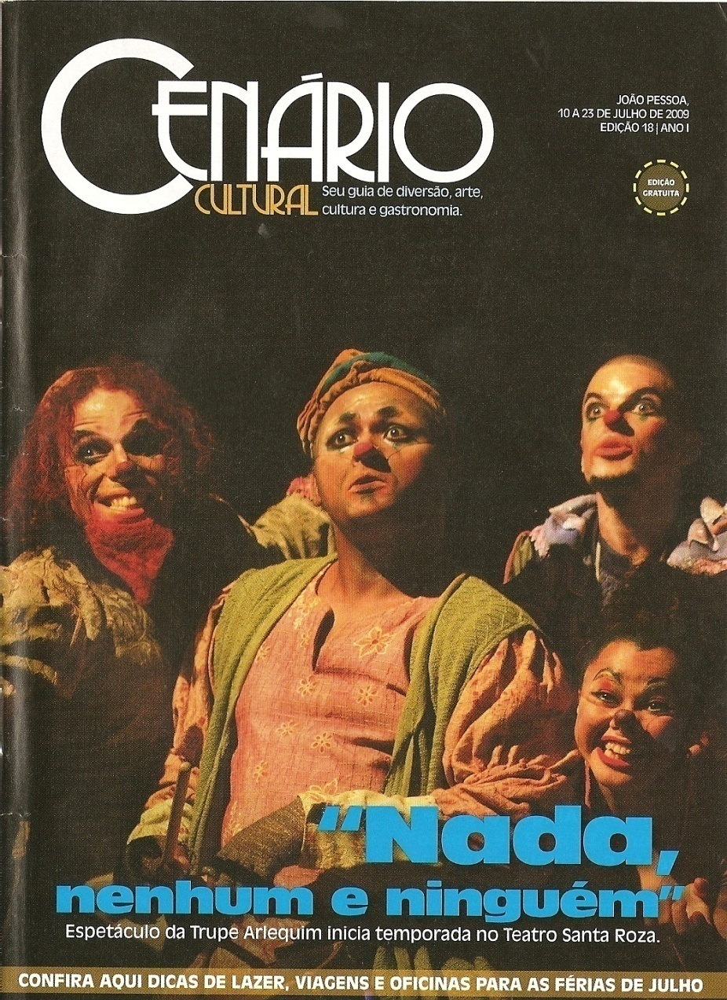 CENÁRIO
CULTURAL
Seu guia de diversão, arte,
cultura e gastronomia.
JOÃO PESSOA,
10 A 23 DE JULHO DE 2009
EDIÇÃO 18 | ANO I
EDIÇÃO
GRATUITA
“Nada,
nenhum e ninguém”
Espetáculo da Trupe Arlequim inicia temporada no Teatro Santa Roza.
CONFIRA AQUI DICAS DE LAZER, VIAGENS E OFICINAS PARA AS FÉRIAS DE JULHO